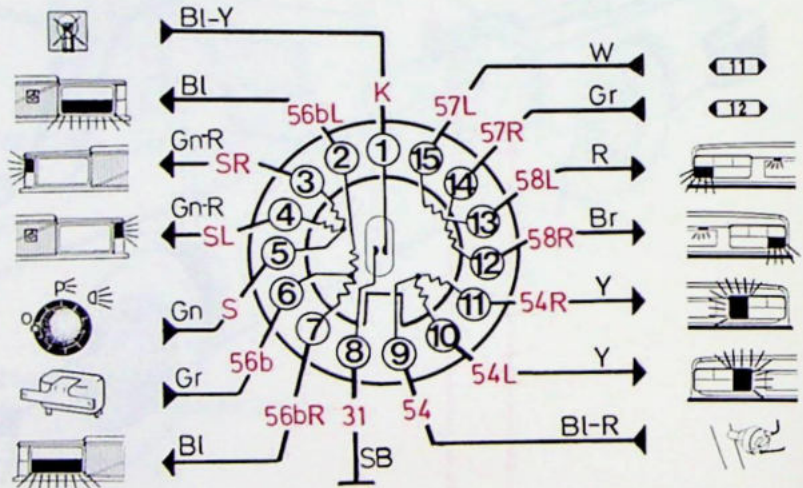 Bl-Y
W
K
57L
11
Bl
56bL
57R
Gr
12
Gn-R
SR
1
2
15
14
58L
R
3
13
Gn-R
SL
4
12
58R
Br
P
5
11
54R
Y
O
Gn
S
6
10
7
8
9
54L
Y
Gr
56b
56bR
31
54
Bl
SB
Bl-R